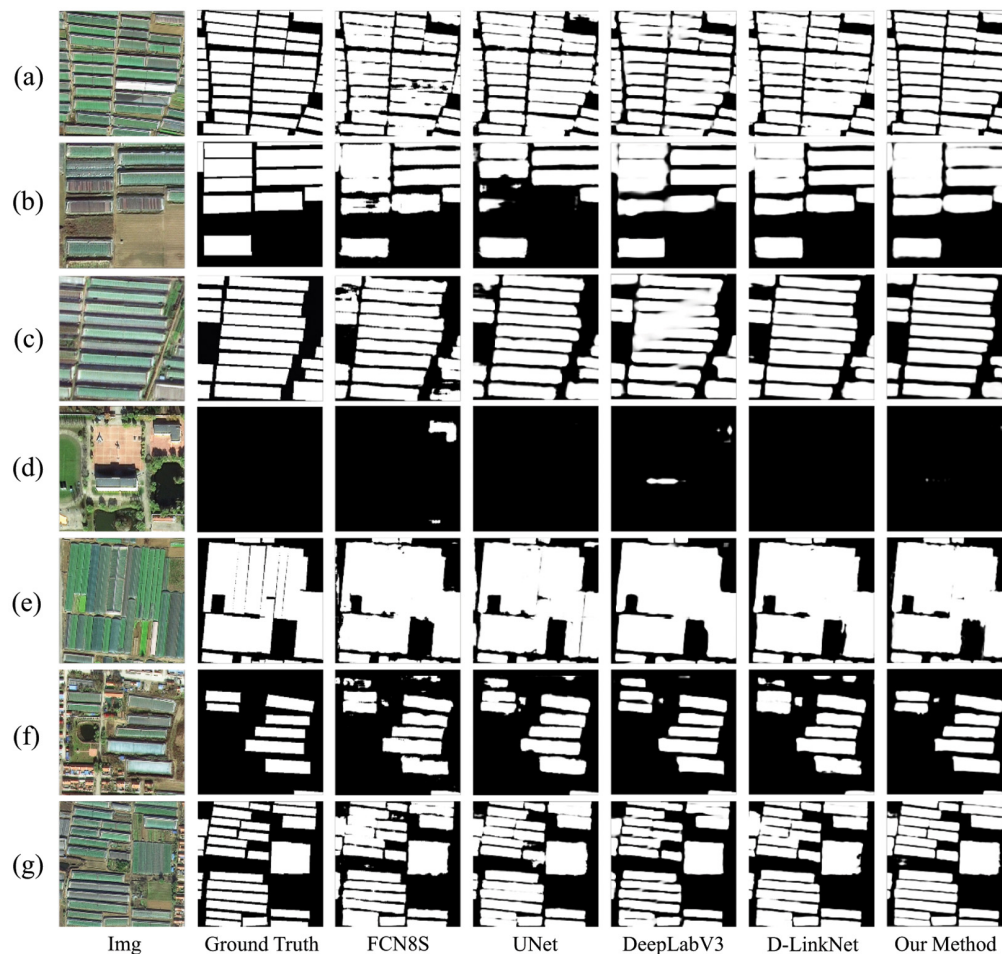 (a)
(b)
(c)
(d)
(e)
(f)
(g)
Img Ground Truth FCN8S UNet DeepLabV3 D-LinkNet Our Method